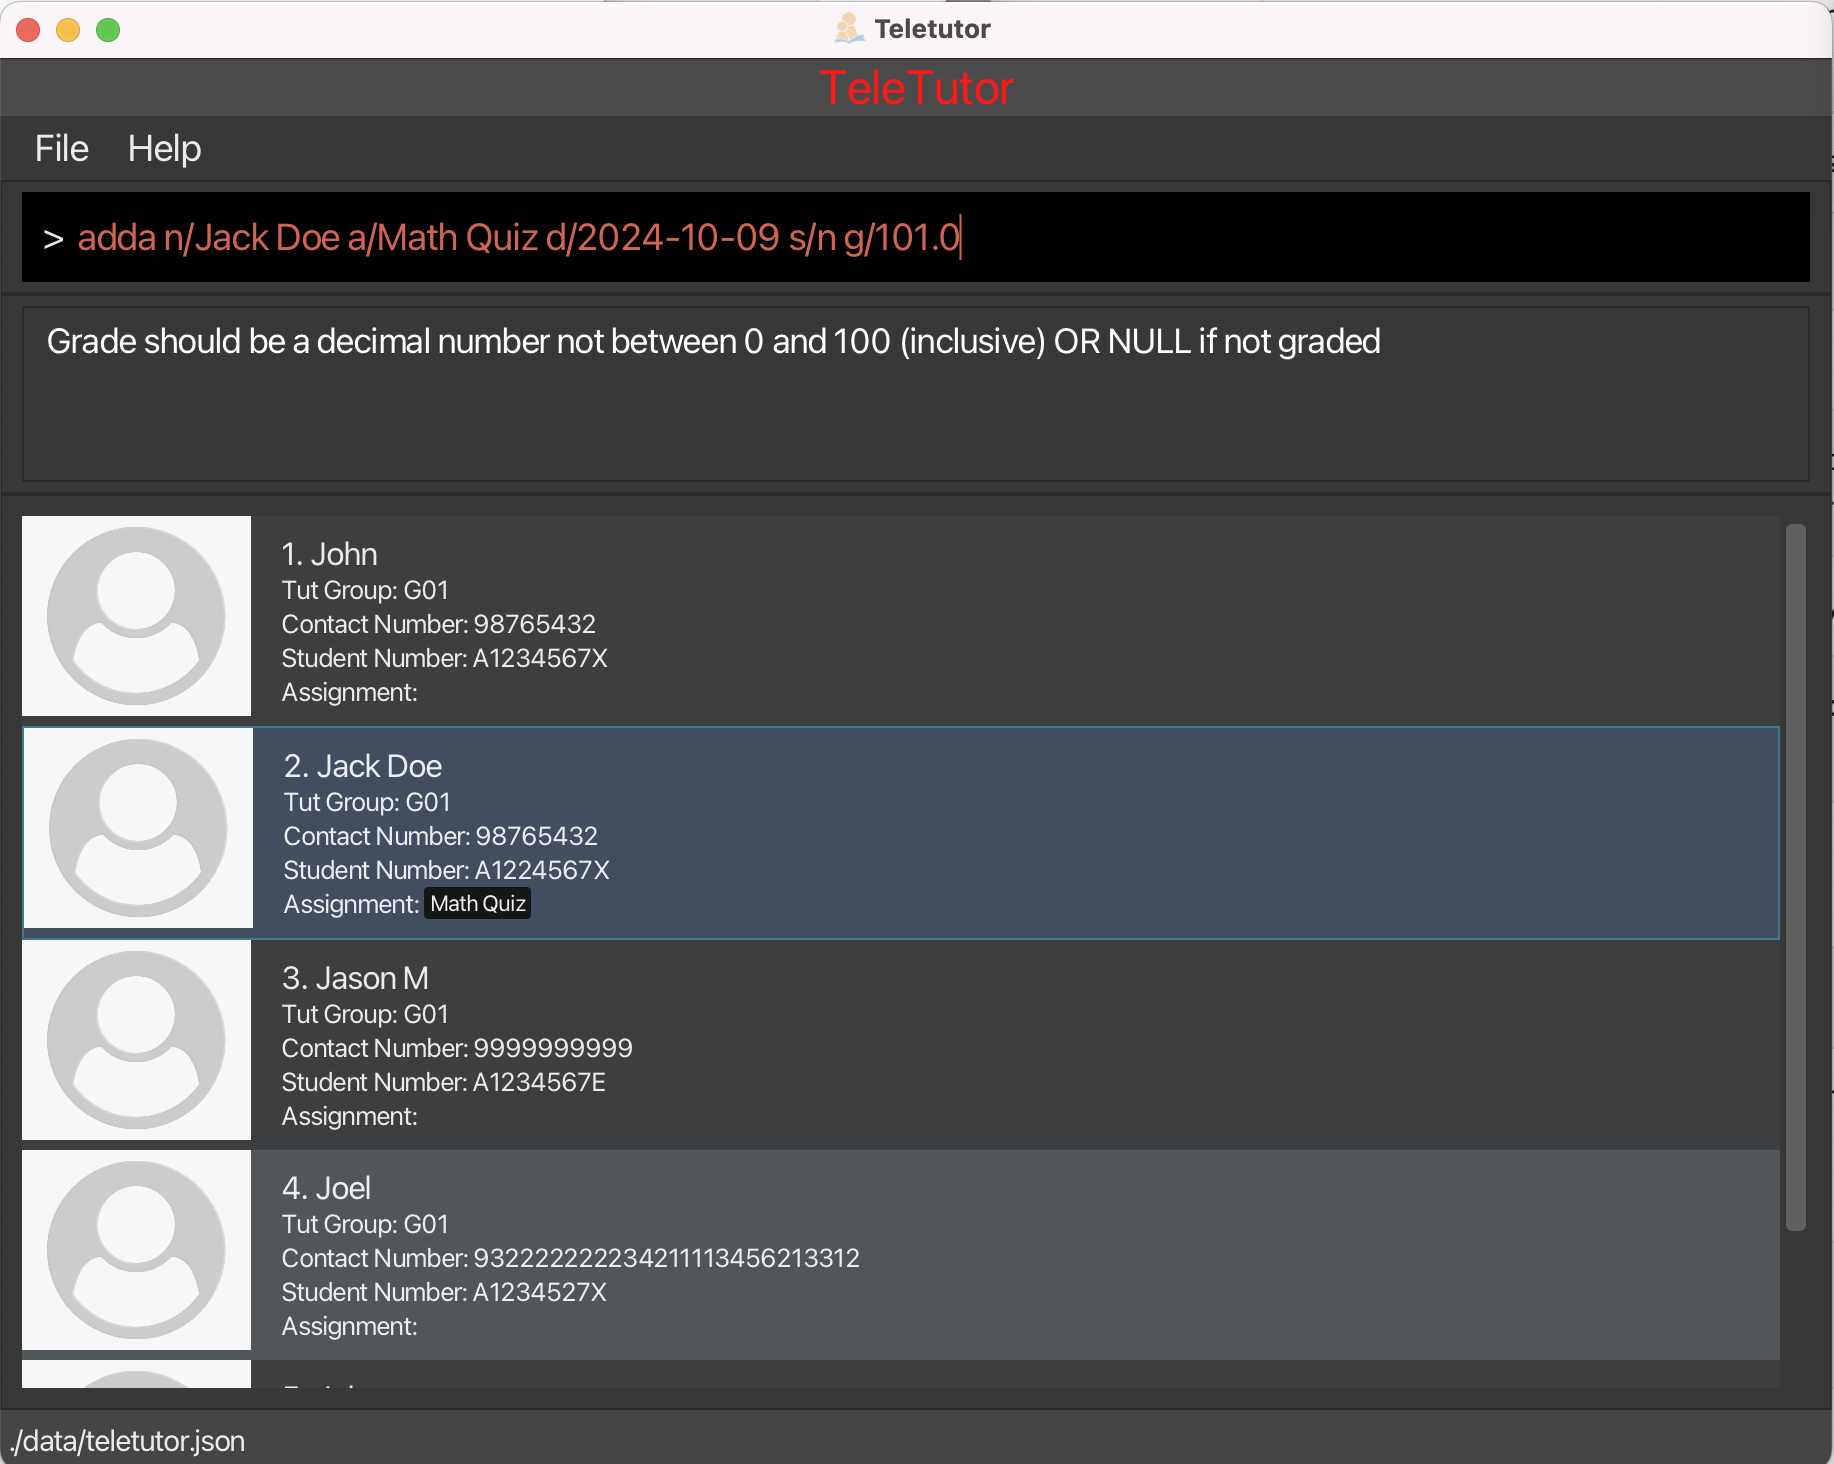 Teletutor
TeleTutor
File Help
> adda n/Jack Doe a/Math Quiz d/2024-10-09 s/n g/101.0
Grade should be a decimal number not between 0 and 100 (inclusive) OR NULL if not graded
1. John
Tut Group: G01
Contact Number: 98765432
Student Number: A1234567X
Assignment:
2. Jack Doe
Tut Group: G01
Contact Number: 98765432
Student Number: A1224567X
Assignment: Math Quiz
3. Jason M
Tut Group: G01
Contact Number: 9999999999
Student Number: A1234567E
Assignment:
4. Joel
Tut Group: G01
Contact Number: 9322222222342111134562133​12
Student Number: A1234527X
Assignment:
./data/teletutor.json